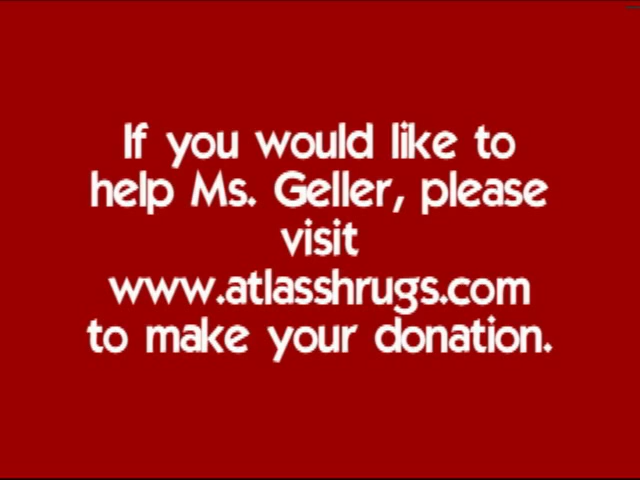 If you would like to
help Ms. Geller, please
visit
www.atlasshrugs.com
to make your donation.